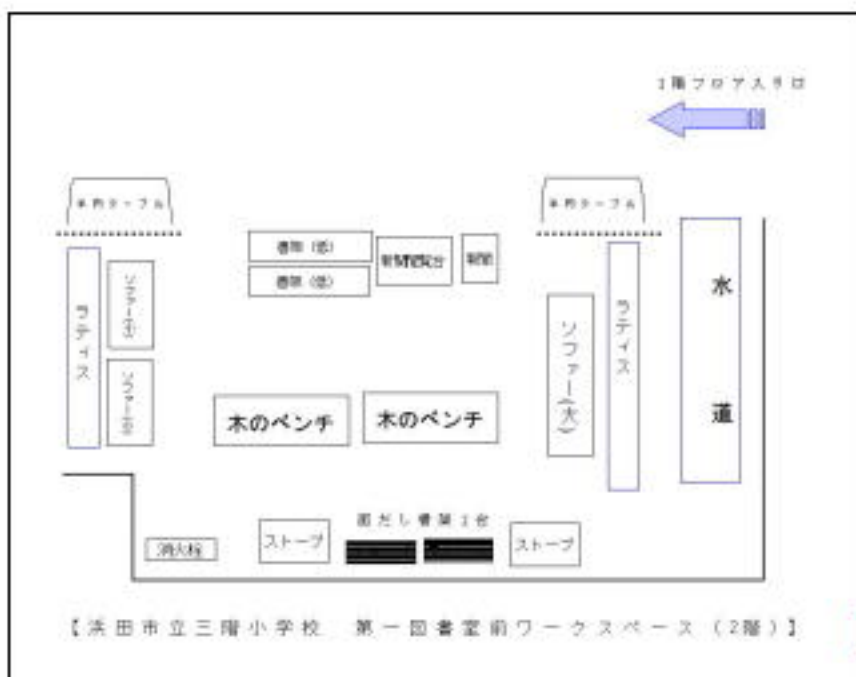 2階フロア入り口
半円テーブル
半円テーブル
書架（低）
書架（低）
新聞閲覧台
新聞
水道
ラティス
ソファー(小)
ソファー(小)
ソファー(大)
ラティス
木のベンチ
木のベンチ
面だし書架2台
消火栓
ストーブ
ストーブ
【浜田市立三階小学校 第一図書室前ワークスペース（2階）】